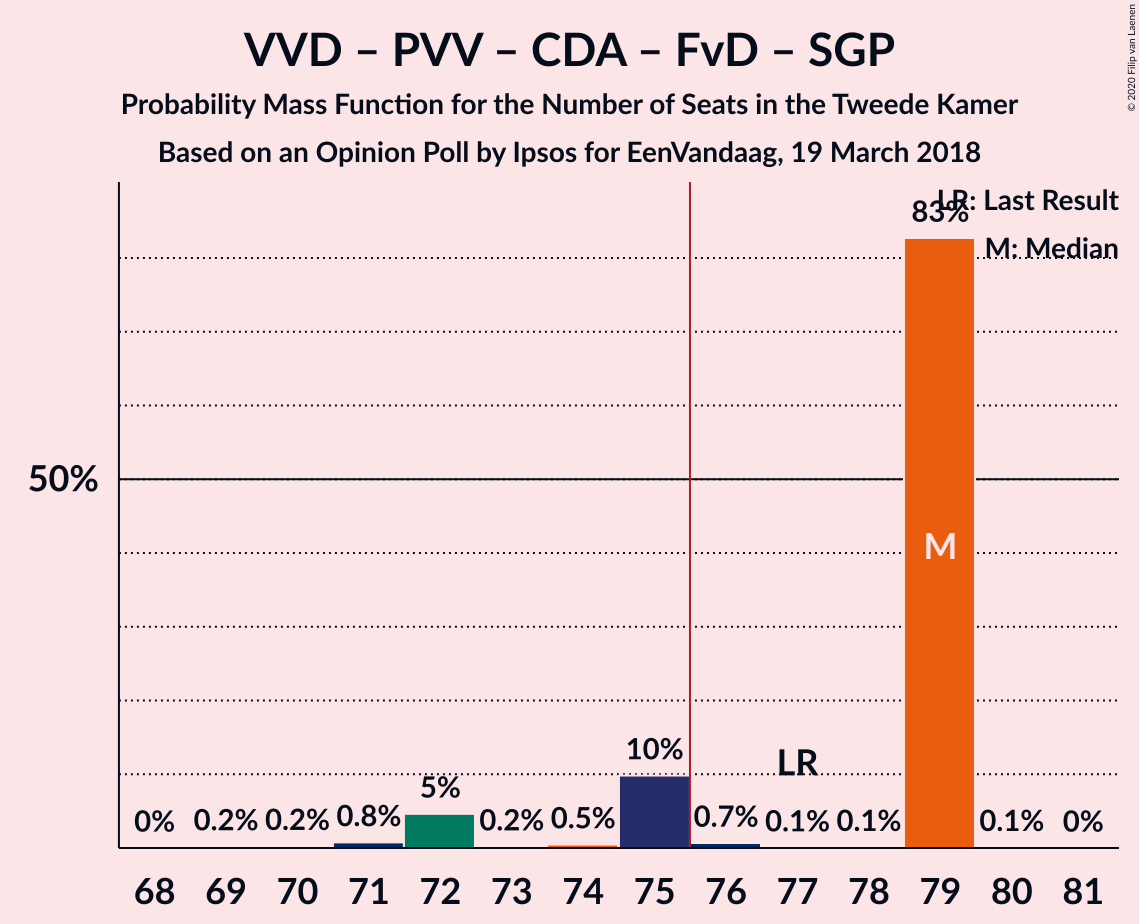 VVD – PVV – CDA – FvD – SGP
Probability Mass Function for the Number of Seats in the Tweede Kamer
Based on an Opinion Poll by Ipsos for EenVandaag, 19 March 2018
© 2020 Filip van Laenen
LR: Last Result
M: Median
50%
0% 0.2% 0.2% 0.8% 5% 0.2% 0.5% 10% 0.7% 0.1% 0.1% 83% 0.1% 0%
LR
M
68 69 70 71 72 73 74 75 76 77 78 79 80 81